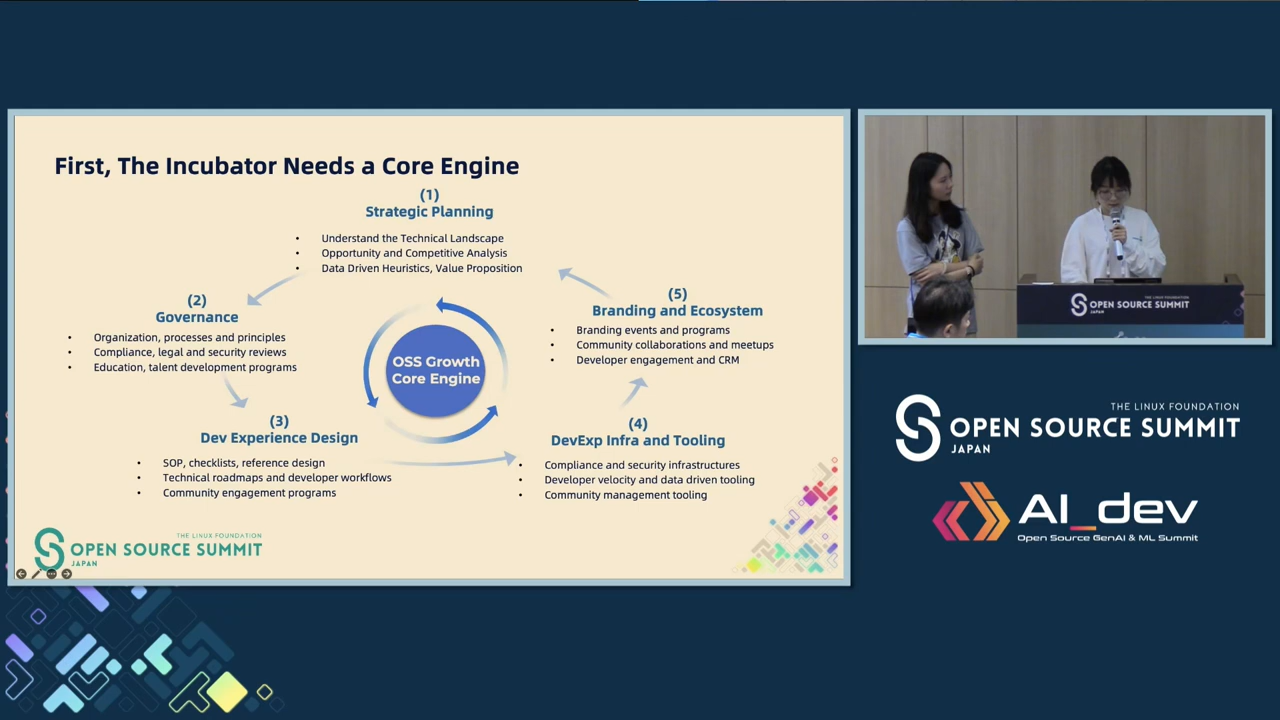 First, The Incubator Needs a Core Engine
(1)
Strategic Planning
• Understand the Technical Landscape
• Opportunity and Competitive Analysis
• Data Driven Heuristics, Value Proposition
(2)
Governance
• Organization, processes and principles
• Compliance, legal and security reviews
• Education, talent development programs
(3)
Dev Experience Design
• SOP, checklists, reference design
• Technical roadmaps and developer workflows
• Community engagement programs
(4)
DevExp Infra and Tooling
• Compliance and security infrastructures
• Developer velocity and data driven tooling
• Community management tooling
(5)
Branding and Ecosystem
• Branding events and programs
• Community collaborations and meetups
• Developer engagement and CRM
OSS Growth
Core Engine
THE LINUX FOUNDATION
OPEN SOURCE SUMMIT
JAPAN
THE LINUX FOUNDATION
OPEN SOURCE SUMMIT
JAPAN
THE LINUX FOUNDATION
OPEN SOURCE SUMMIT
JAPAN
AI_dev
Open Source GenAI & ML Summit